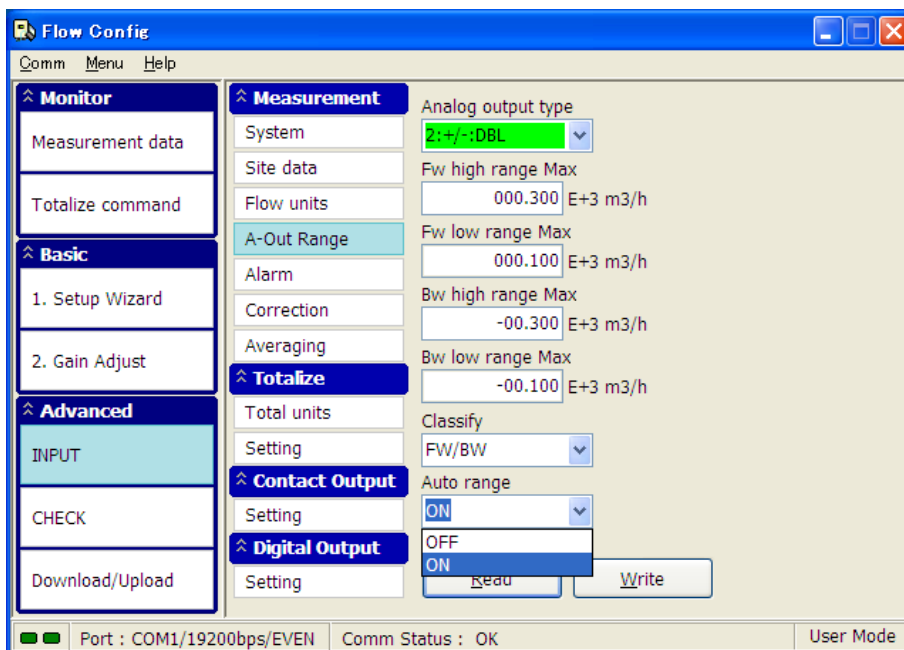 Flow Config
Comm Menu Help
Monitor
Measurement data
Totalize command
Basic
1. Setup Wizard
2. Gain Adjust
Advanced
INPUT
CHECK
Download/Upload
Measurement
System
Site data
Flow units
A-Out Range
Alarm
Correction
Averaging
Totalize
Total units
Setting
Contact Output
Setting
Digital Output
Setting
Analog output type
2:+/-:DBL
Fw high range Max
000.300 E+3 m3/h
Fw low range Max
000.100 E+3 m3/h
Bw high range Max
-00.300 E+3 m3/h
Bw low range Max
-00.100 E+3 m3/h
Classify
FW/BW
Auto range
ON
OFF
ON
Read Write
Port : COM1/19200bps/EVEN Comm Status : OK User Mode